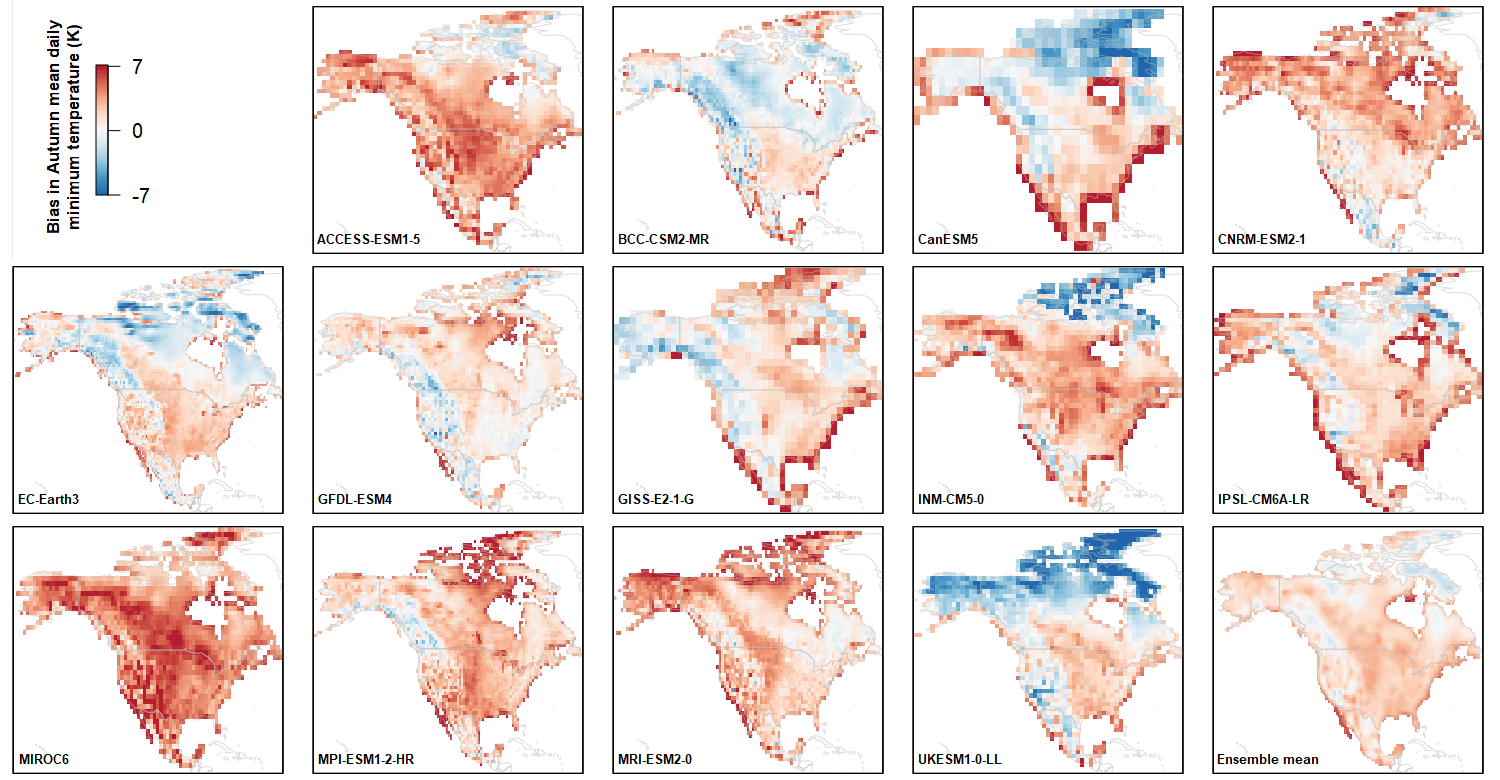 Bias in Autumn mean daily
minimum temperature (K)
7
0
-7
ACCESS-ESM1-5
BCC-CSM2-MR
CanESM5
CNRM-ESM2-1
EC-Earth3
GFDL-ESM4
GISS-E2-1-G
INM-CM5-0
IPSL-CM6A-LR
MIROC6
MPI-ESM1-2-HR
MRI-ESM2-0
UKESM1-0-LL
Ensemble mean